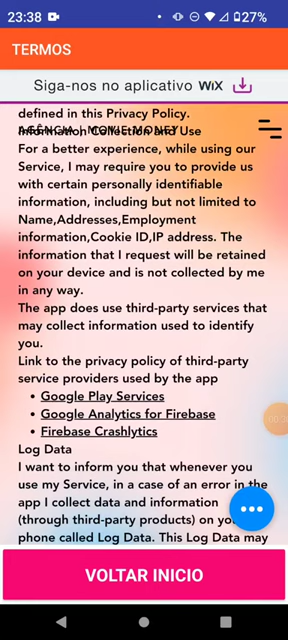 23:38
27%
TERMOS
Siga-nos no aplicativo WiX
defined in this Privacy Policy.
AGÊNCIA | MOVIE MONEY
Information Collection and Use
For a better experience, while using our
Service, I may require you to provide us
with certain personally identifiable
information, including but not limited to
Name,Addresses,Employment
information,Cookie ID,IP address. The
information that I request will be retained
on your device and is not collected by me
in any way.
The app does use third-party services that
may collect information used to identify
you.
Link to the privacy policy of third-party
service providers used by the app
• Google Play Services
• Google Analytics for Firebase
• Firebase Crashlytics
Log Data
I want to inform you that whenever you
use my Service, in a case of an error in the
app I collect data and information
(through third-party products) on
phone called Log Data. This Log Data may
VOLTAR INICIO